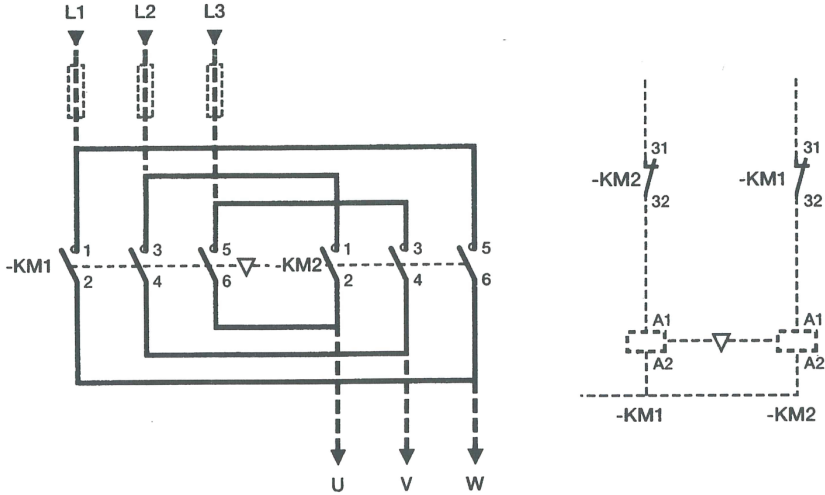 L1 L2 L3
31 31
-KM2 -KM1
32 32
1 3 5 1 3 5
-KM1 -KM2
2 4 6 2 4 6
A1 A1
A2 A2
-KM1 -KM2
U V W